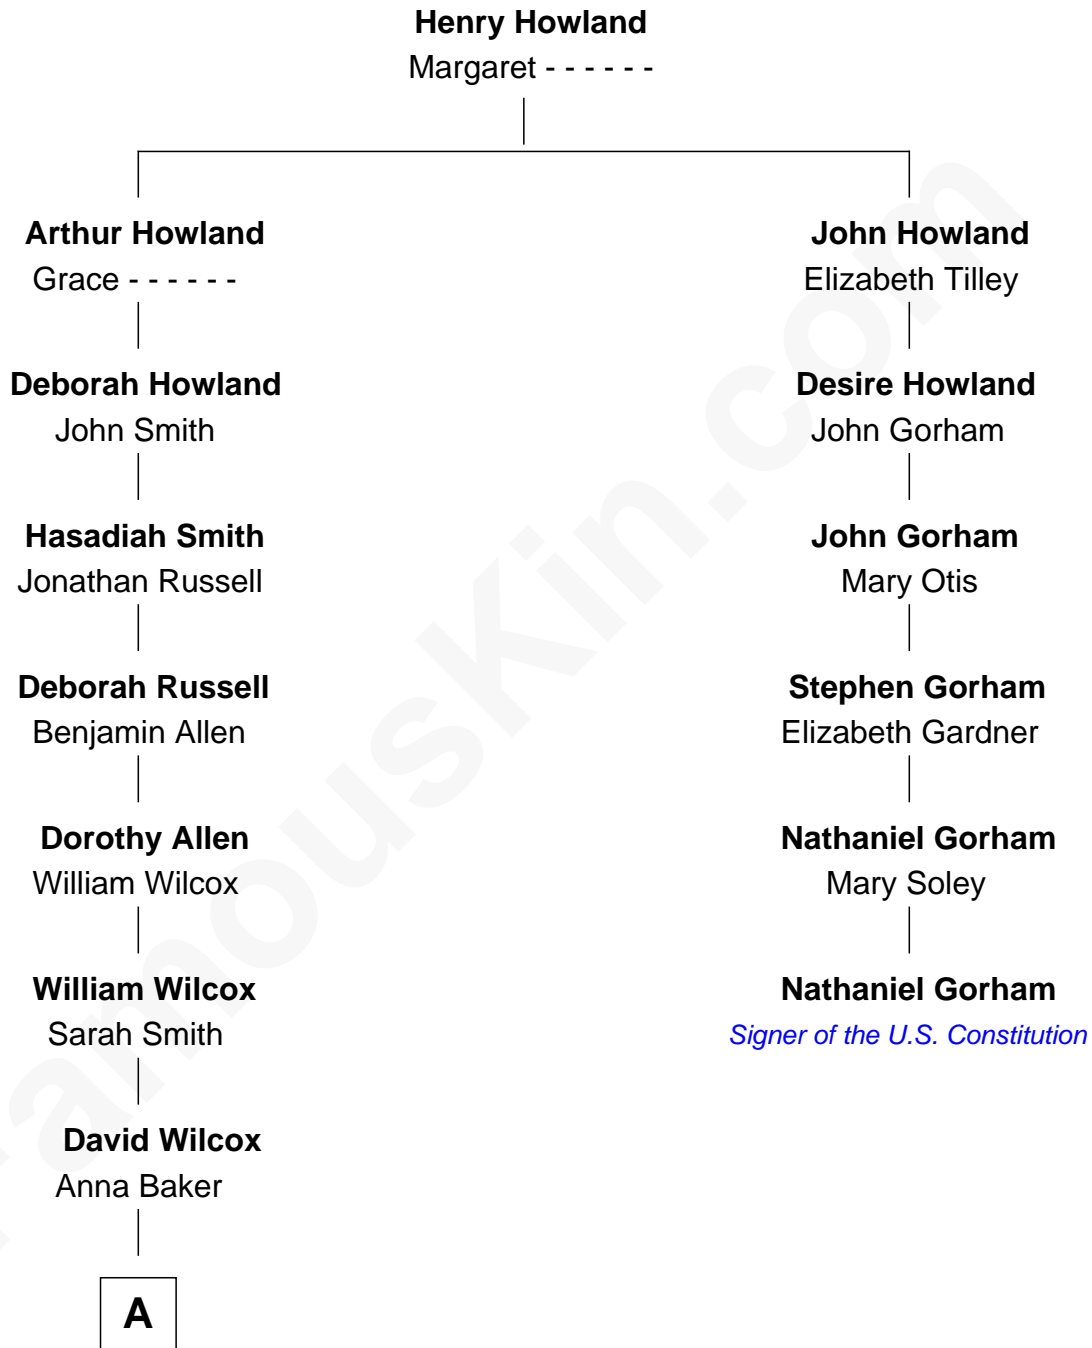 Henry Howland
Margaret - - - - - -
Arthur Howland
Grace - - - - - -
John Howland
Elizabeth Tilley
Deborah Howland
John Smith
Desire Howland
John Gorham
Hasadiah Smith
Jonathan Russell
John Gorham
Mary Otis
Deborah Russell
Benjamin Allen
Stephen Gorham
Elizabeth Gardner
Dorothy Allen
William Wilcox
Nathaniel Gorham
Mary Soley
William Wilcox
Sarah Smith
Nathaniel Gorham
Signer of the U.S. Constitution
David Wilcox
Anna Baker
A
FamousKin.com